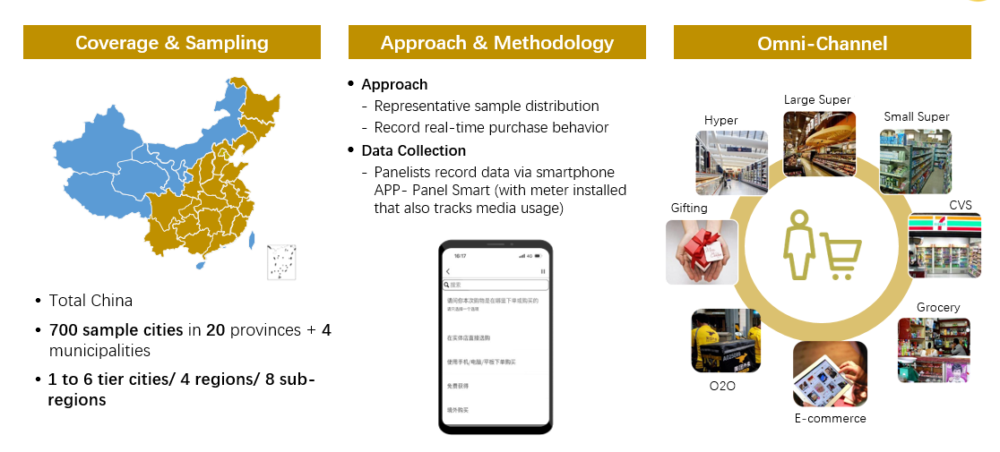 Coverage & Sampling
• Total China
• 700 sample cities in 20 provinces + 4
municipalities
• 1 to 6 tier cities/ 4 regions/ 8 sub-
regions
Approach & Methodology
• Approach
- Representative sample distribution
- Record real-time purchase behavior
• Data Collection
- Panelists record data via smartphone
APP- Panel Smart (with meter installed
that also tracks media usage)
16:17
4G
搜索
请问你本次购物是在哪里下单或购买的
请只选择一个选项
在实体店直接选购
使用手机/电脑/平板下单购买
免费获得
境外购买
Omni-Channel
Large Super
Hyper
Small Super
Gifting
CVS
Grocery
O2O
E-commerce